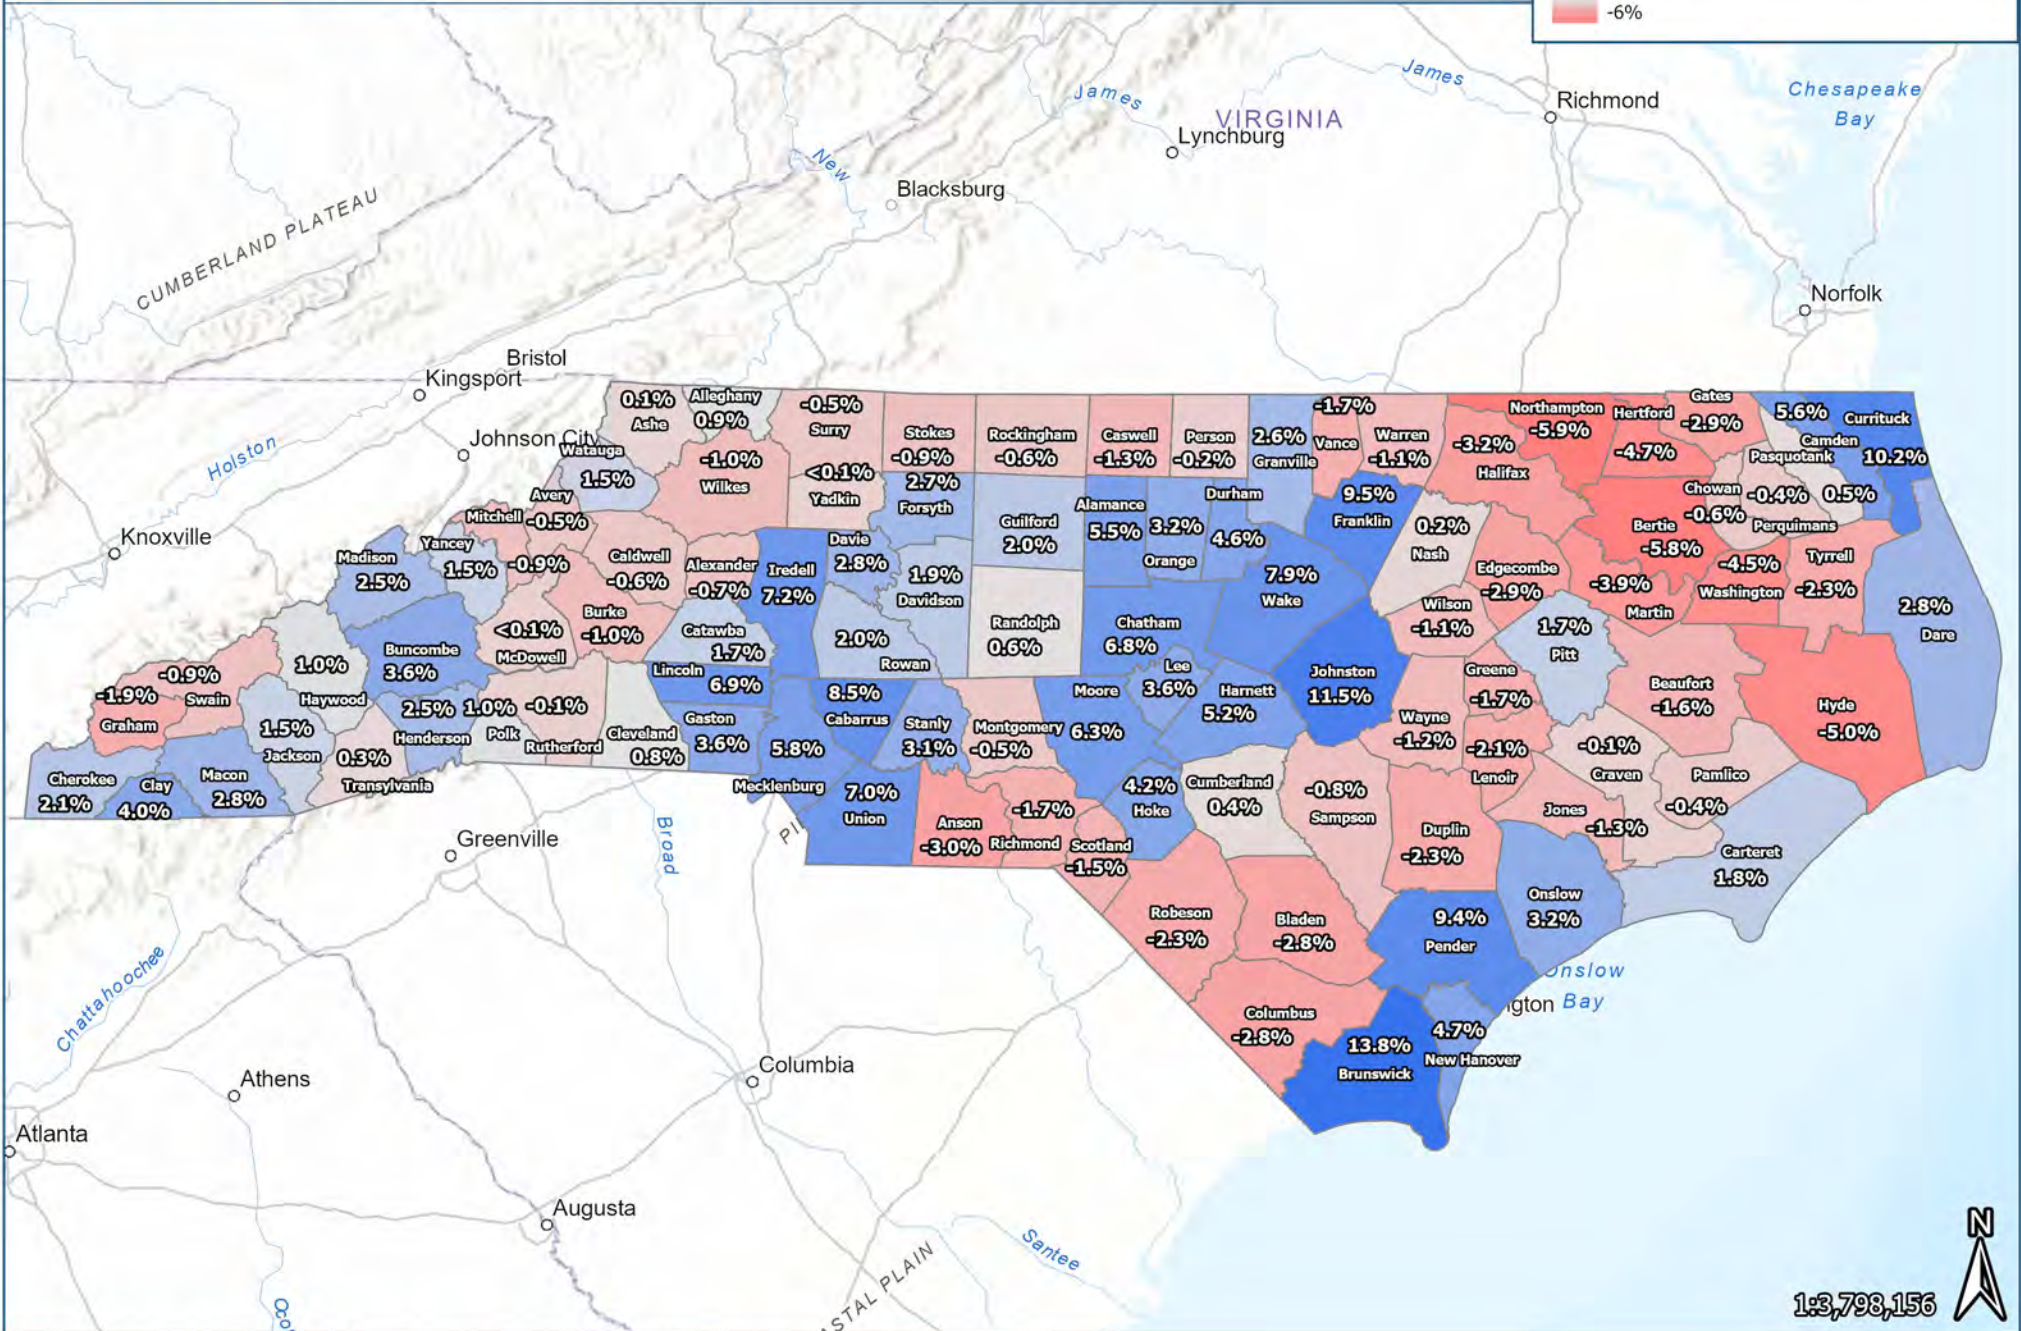 -6%
Chesapeake
Bay
James
James
Richmond
VIRGINIA
Lynchburg
New
Blacksburg
CUMBERLAND PLATEAU
Norfolk
Bristol
Kingsport
Johnson City
Holston
Knoxville
0.1%
Ashe
Alleghany
0.9%
-0.5%
Surry
Stokes
-0.9%
Rockingham
-0.6%
Caswell
-1.3%
Person
-0.2%
2.6%
Granville
-1.7%
Vance
Warren
-1.1%
Northampton
-5.9%
Hertford
-4.7%
Gates
-2.9%
5.6%
Camden
Currituck
10.2%
-3.2%
Halifax
Pasquotank
0.5%
Chowan
-0.6%
-0.4%
Perquimans
Watauga
1.5%
-1.0%
Wilkes
<0.1%
Yadkin
2.7%
Forsyth
Guilford
2.0%
Alamance
5.5%
3.2%
Orange
Durham
4.6%
9.5%
Franklin
0.2%
Nash
Bertie
-5.8%
Avery
-0.5%
Mitchell
-0.9%
Yancey
1.5%
Madison
2.5%
Caldwell
-0.6%
Alexander
-0.7%
Iredell
7.2%
Davie
2.8%
1.9%
Davidson
Randolph
0.6%
7.9%
Wake
Edgecombe
-2.9%
-3.9%
Martin
-4.5%
Washington
Tyrrell
-2.3%
2.8%
Dare
Wilson
-1.1%
Burke
-1.0%
<0.1%
McDowell
Buncombe
3.6%
Catawba
1.7%
2.0%
Rowan
Chatham
6.8%
Lee
3.6%
Harnett
5.2%
Johnston
11.5%
Greene
-1.7%
1.7%
Pitt
Beaufort
-1.6%
Hyde
-5.0%
1.0%
Haywood
-0.9%
Swain
-1.9%
Graham
1.5%
Jackson
2.5%
Henderson
1.0%
Polk
-0.1%
Rutherford
Cleveland
0.8%
Lincoln
6.9%
Gaston
3.6%
5.8%
Mecklenburg
8.5%
Cabarrus
Stanly
3.1%
Montgomery
-0.5%
Moore
6.3%
Wayne
-1.2%
-2.1%
Lenoir
-0.1%
Craven
Pamlico
-0.4%
0.3%
Transylvania
Cherokee
2.1%
Clay
4.0%
Macon
2.8%
7.0%
Union
Anson
-3.0%
-1.7%
Richmond
Scotland
-1.5%
4.2%
Hoke
Cumberland
0.4%
-0.8%
Sampson
Duplin
-2.3%
Jones
-1.3%
Carteret
1.8%
Onslow
3.2%
Greenville
Broad
PI
Robeson
-2.3%
Bladen
-2.8%
9.4%
Pender
Onslow
Bay
ngton
Columbus
-2.8%
13.8%
Brunswick
4.7%
New Hanover
Chattahoochee
Athens
Columbia
Atlanta
Augusta
Santee
ASTAL PLAIN
Oco
N
1:3,798,156